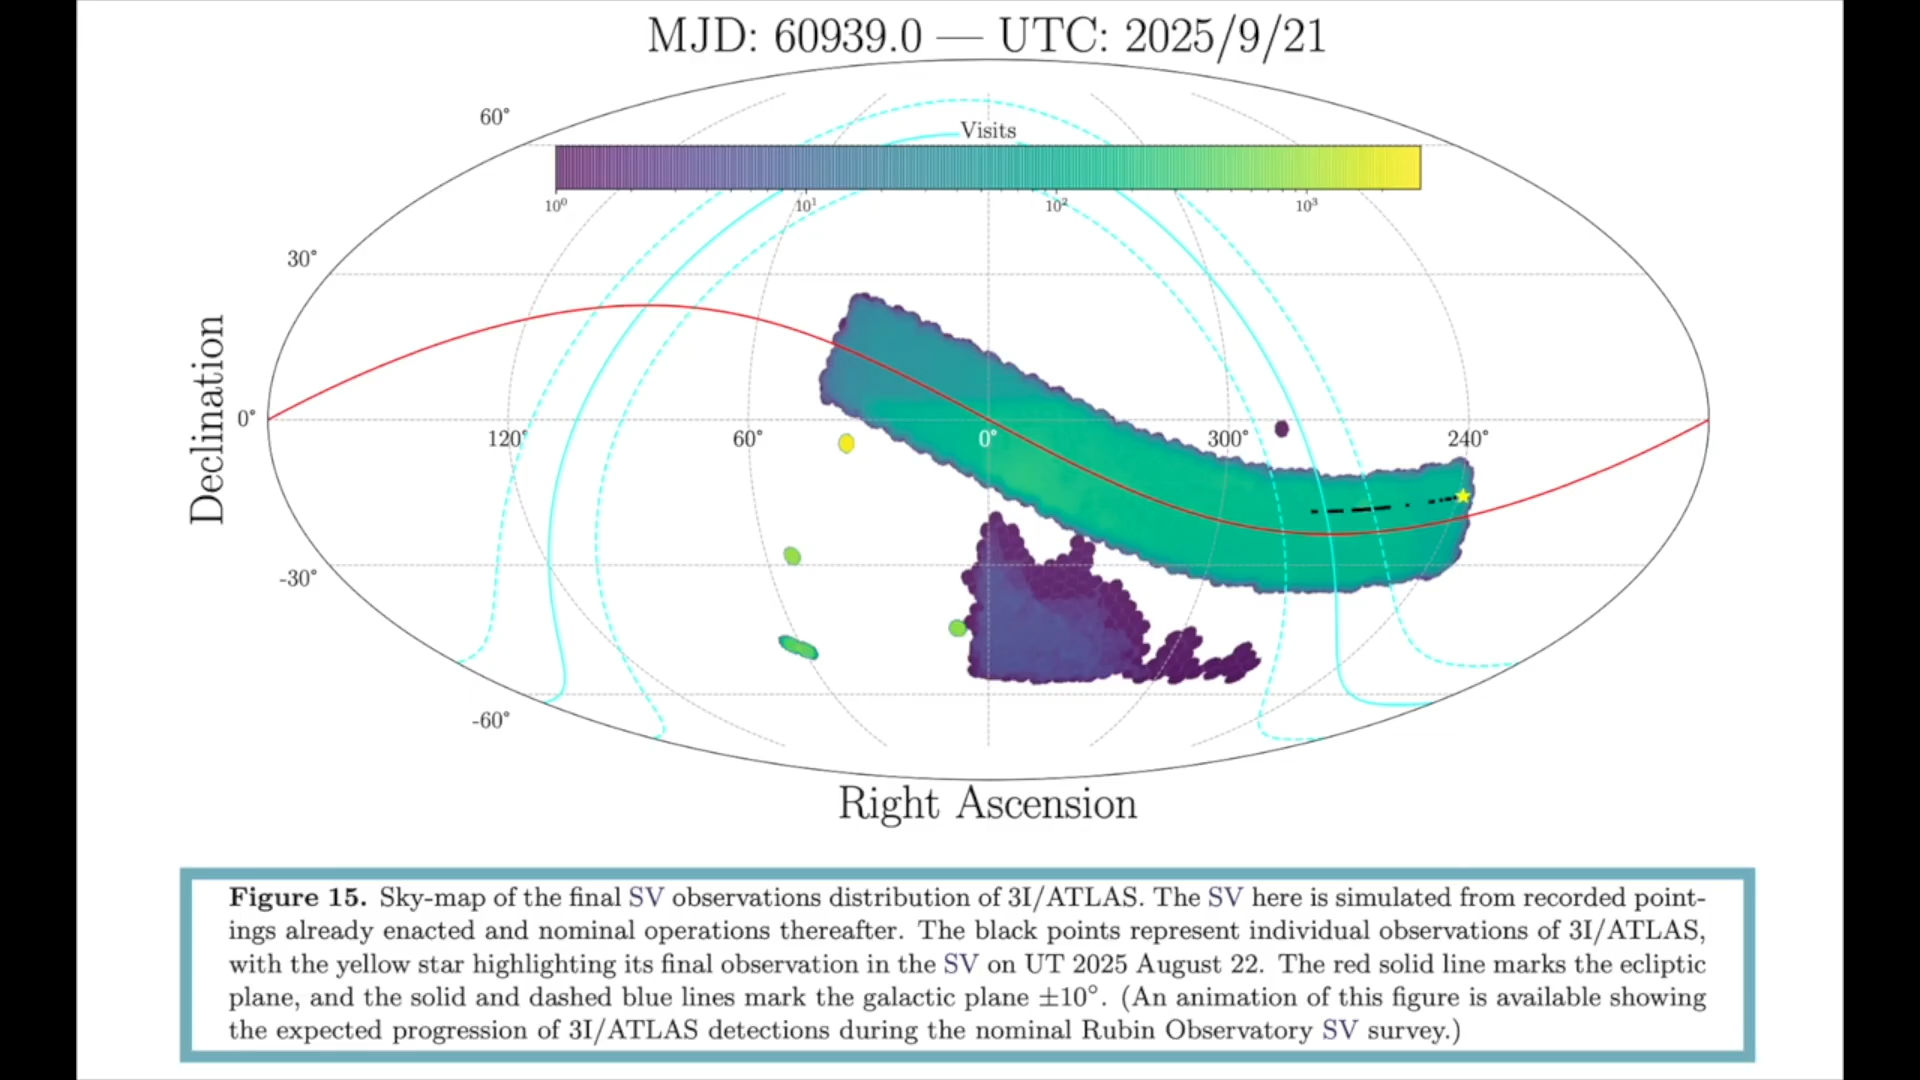 MJD: 60939.0 — UTC: 2025/9/21
60°
Visits
10⁰ 10¹ 10² 10³
30°
Declination
0°
120° 60° 0° 300° 240°
-30°
-60°
Right Ascension
Figure 15. Sky-map of the final SV observations distribution of 3I/ATLAS. The SV here is simulated from recorded point-
ings already enacted and nominal operations thereafter. The black points represent individual observations of 3I/ATLAS,
with the yellow star highlighting its final observation in the SV on UT 2025 August 22. The red solid line marks the ecliptic
plane, and the solid and dashed blue lines mark the galactic plane ±10°. (An animation of this figure is available showing
the expected progression of 3I/ATLAS detections during the nominal Rubin Observatory SV survey.)